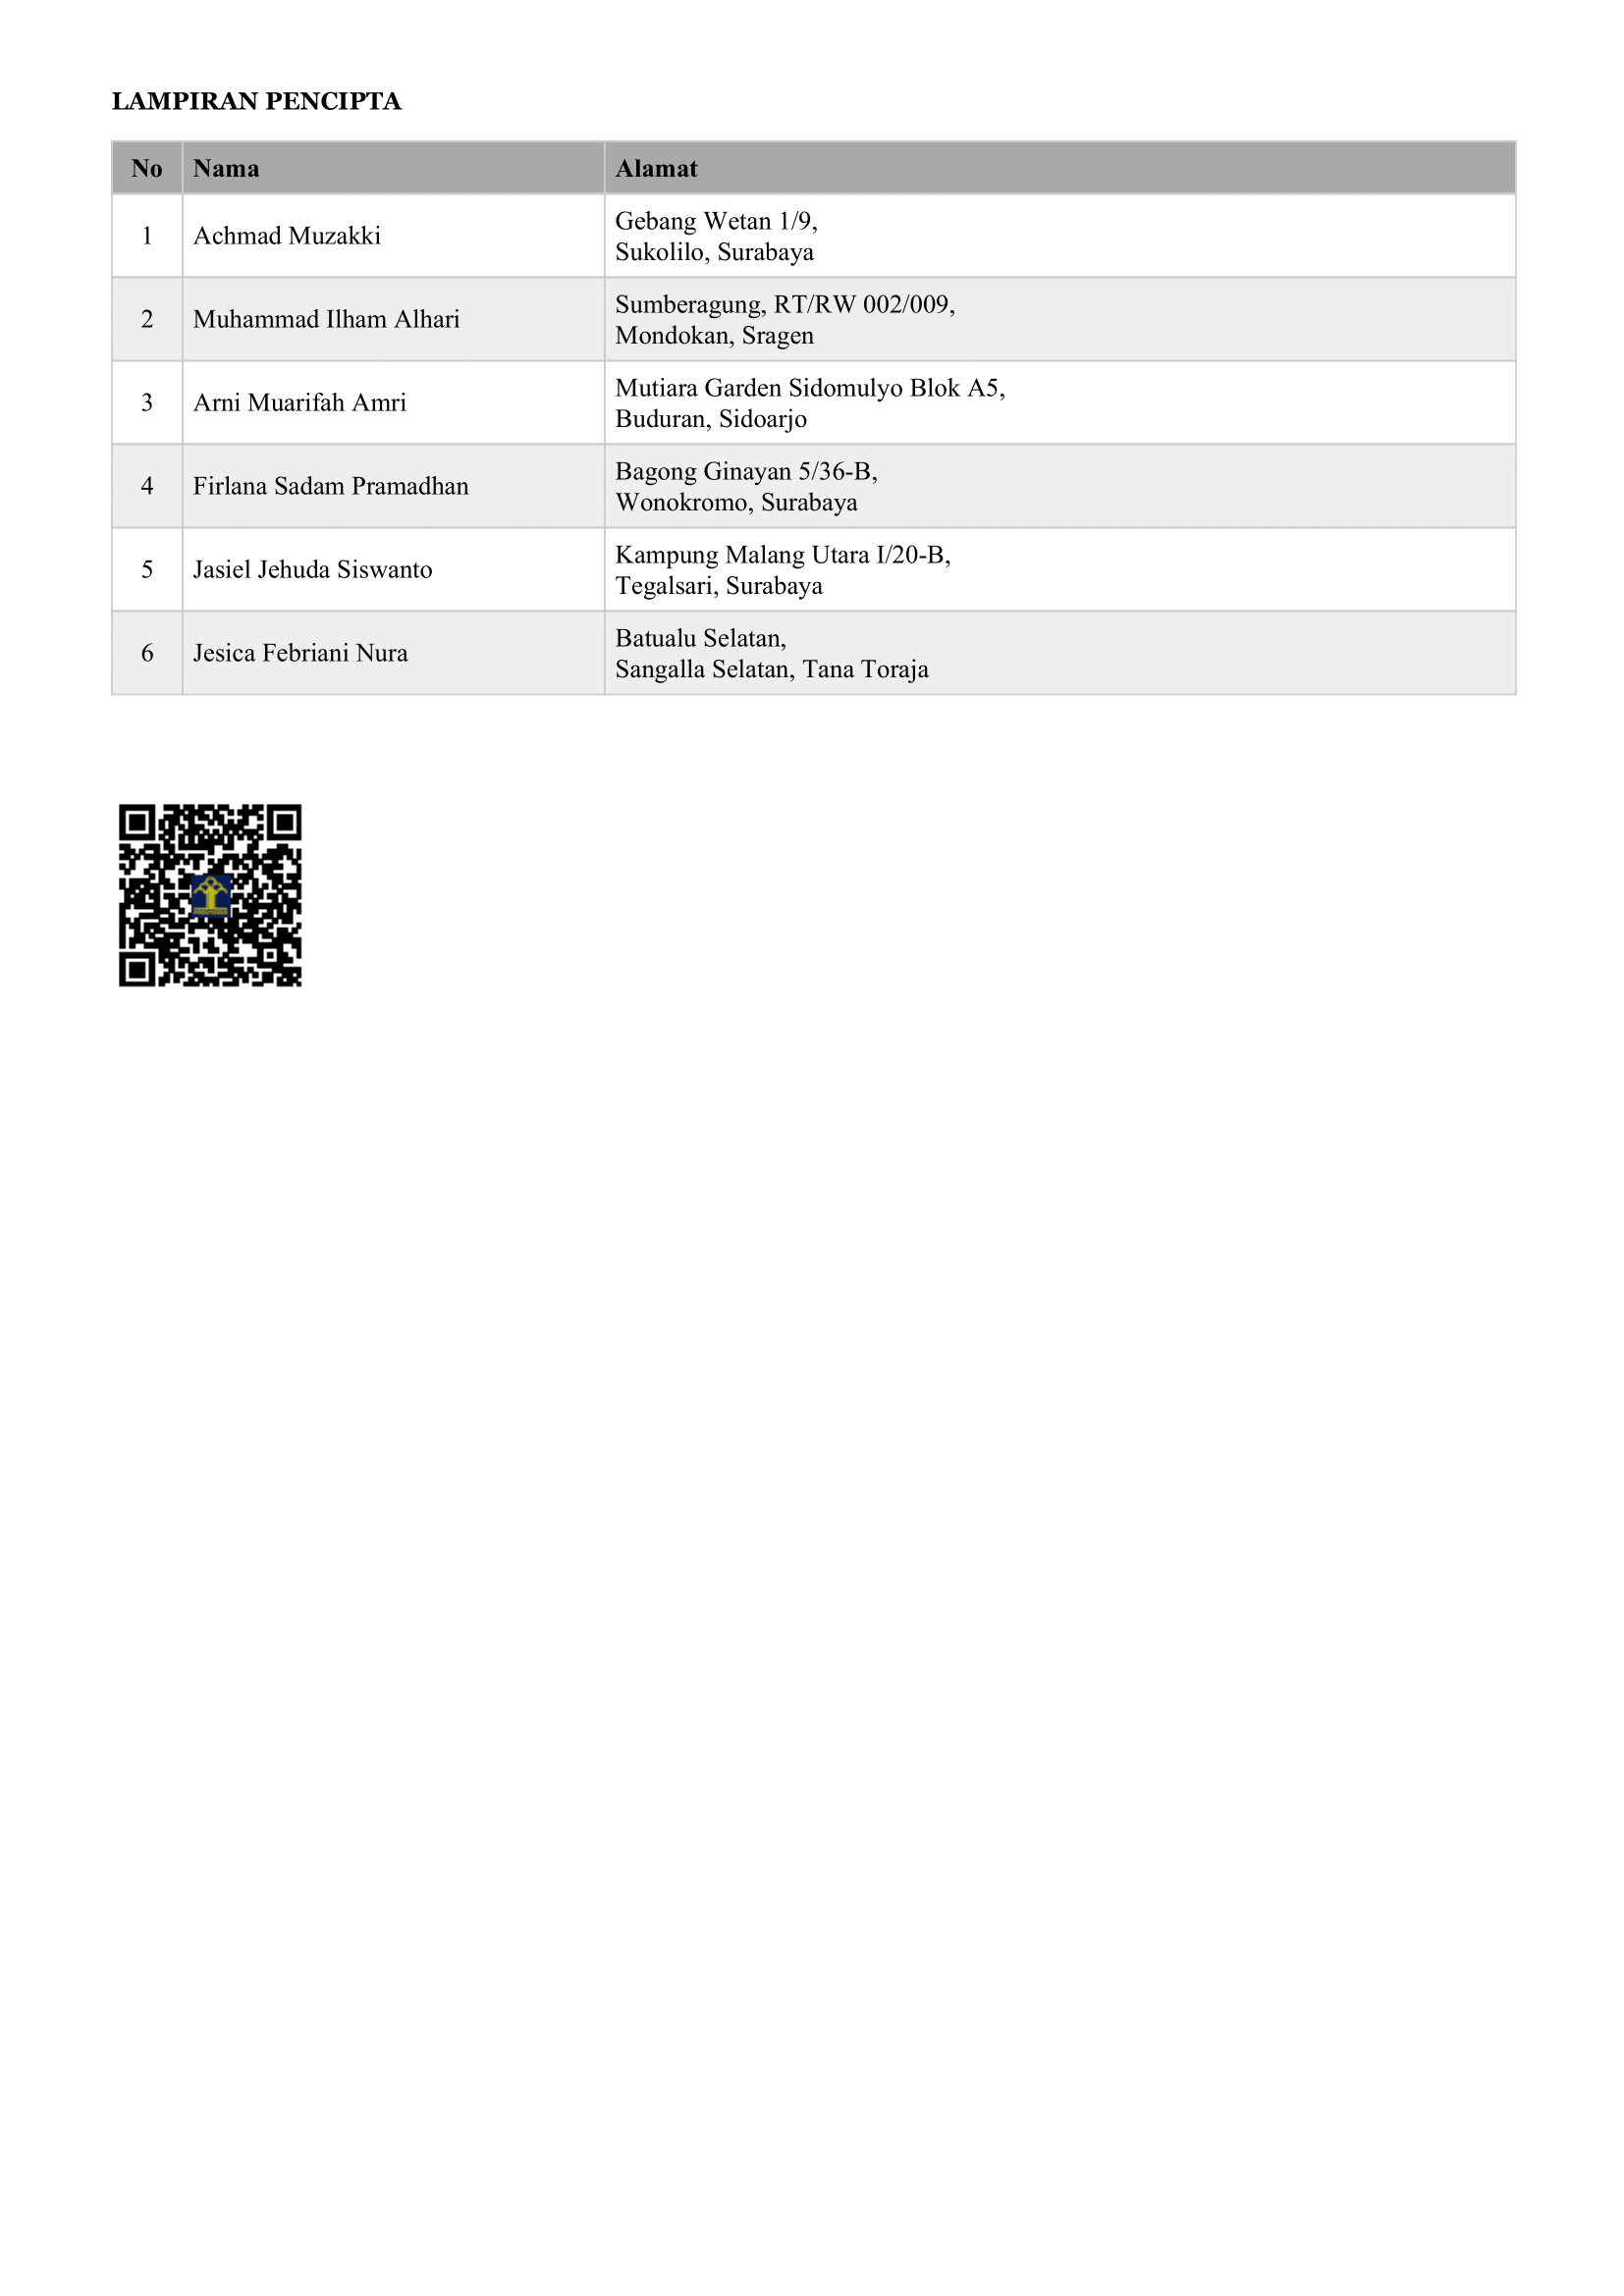 LAMPIRAN PENCIPTA
No Nama Alamat
1 Achmad Muzakki Gebang Wetan 1/9,
Sukolilo, Surabaya
2 Muhammad Ilham Alhari Sumberagung, RT/RW 002/009,
Mondokan, Sragen
3 Arni Muarifah Amri Mutiara Garden Sidomulyo Blok A5,
Buduran, Sidoarjo
4 Firlana Sadam Pramadhan Bagong Ginayan 5/36-B,
Wonokromo, Surabaya
5 Jasiel Jehuda Siswanto Kampung Malang Utara I/20-B,
Tegalsari, Surabaya
6 Jesica Febriani Nura Batualu Selatan,
Sangalla Selatan, Tana Toraja